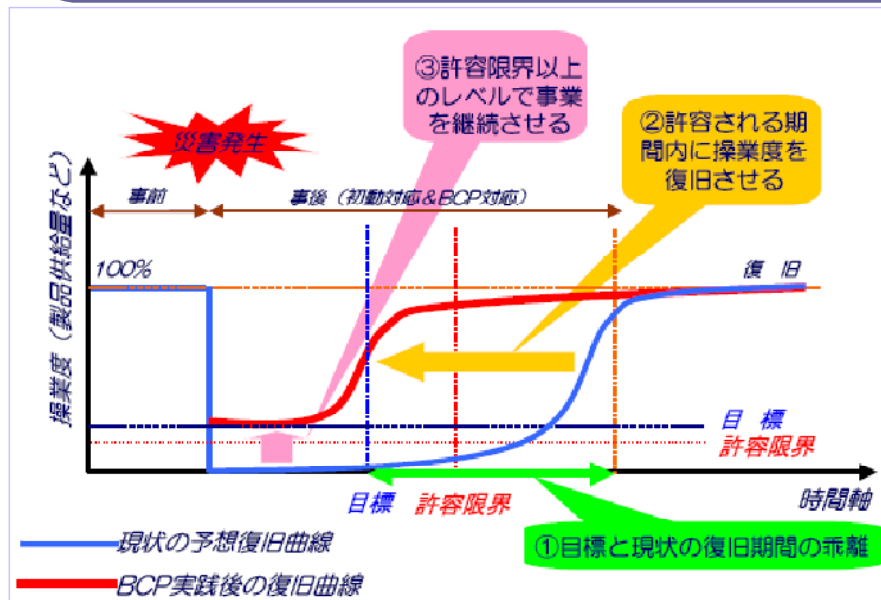 ③許容限界以上
のレベルで事業
を継続させる
②許容される期
間内に操業度を
復旧させる
災害発生
事前
事後（初動対応&BCP対応）
操業度（製品供給量など）
100%
復 旧
目 標
許容限界
目標 許容限界
時間軸
①目標と現状の復旧期間の乖離
現状の予想復旧曲線
BCP実践後の復旧曲線